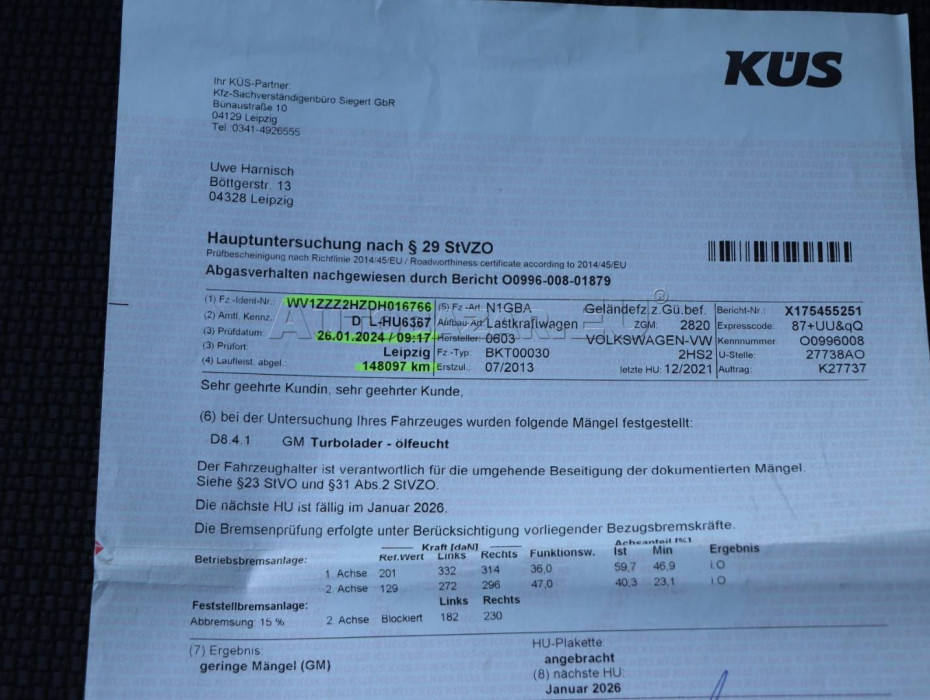 KÜS
Ihr KÜS-Partner:
Kfz-Sachverständigenbüro Siegert GbR
Bünaustraße 10
04129 Leipzig
Tel. 0341-4926555
Uwe Harnisch
Böttgerstr. 13
04328 Leipzig
Hauptuntersuchung nach § 29 StVZO
Prüfbescheinigung nach Richtlinie 2014/45/EU / Roadworthiness certificate according to 2014/45/EU
Abgasverhalten nachgewiesen durch Bericht O0996-008-01879
(1) Fz.-Ident-Nr.: WV1ZZZ2HZDH016766 (5) Fz.-Art: N1GBA Geländefz.z.Gü.bef. Bericht-Nr.: X175455251
(2) Amtl. Kennz. D L-HU6367 Aufbau-Art Lastkraftwagen ZGM: 2820 Expresscode: 87+UU&qQ
(3) Prüfdatum: 26.01.2024 / 09:17 Hersteller: 0603 VOLKSWAGEN-VW Kennnummer O0996008
(3) Prüfort: Leipzig Fz.-Typ: BKT00030 2HS2 U-Stelle: 27738AO
(4) Laufleist. abgel.: 148097 km Erstzul.: 07/2013 letzte HU: 12/2021 Auftrag: K27737
Sehr geehrte Kundin, sehr geehrter Kunde,
(6) bei der Untersuchung Ihres Fahrzeuges wurden folgende Mängel festgestellt:
D8.4.1 GM Turbolader - ölfeucht
Der Fahrzeughalter ist verantwortlich für die umgehende Beseitigung der dokumentierten Mängel.
Siehe §23 StVO und §31 Abs.2 StVZO.
Die nächste HU ist fällig im Januar 2026.
Die Bremsenprüfung erfolgte unter Berücksichtigung vorliegender Bezugsbremskräfte.
Kraft [daN] Achsanteil [%]
Betriebsbremsanlage: Ref.Wert Links Rechts Funktionsw. Ist Min Ergebnis
1. Achse 201 332 314 36,0 59,7 46,9 i.O
2. Achse 129 272 296 47,0 40,3 23,1 i.O
Feststellbremsanlage: Links Rechts
Abbremsung: 15 % 2. Achse Blockiert 182 230
(7) Ergebnis: HU-Plakette
geringe Mängel (GM) angebracht
(8) nächste HU:
Januar 2026